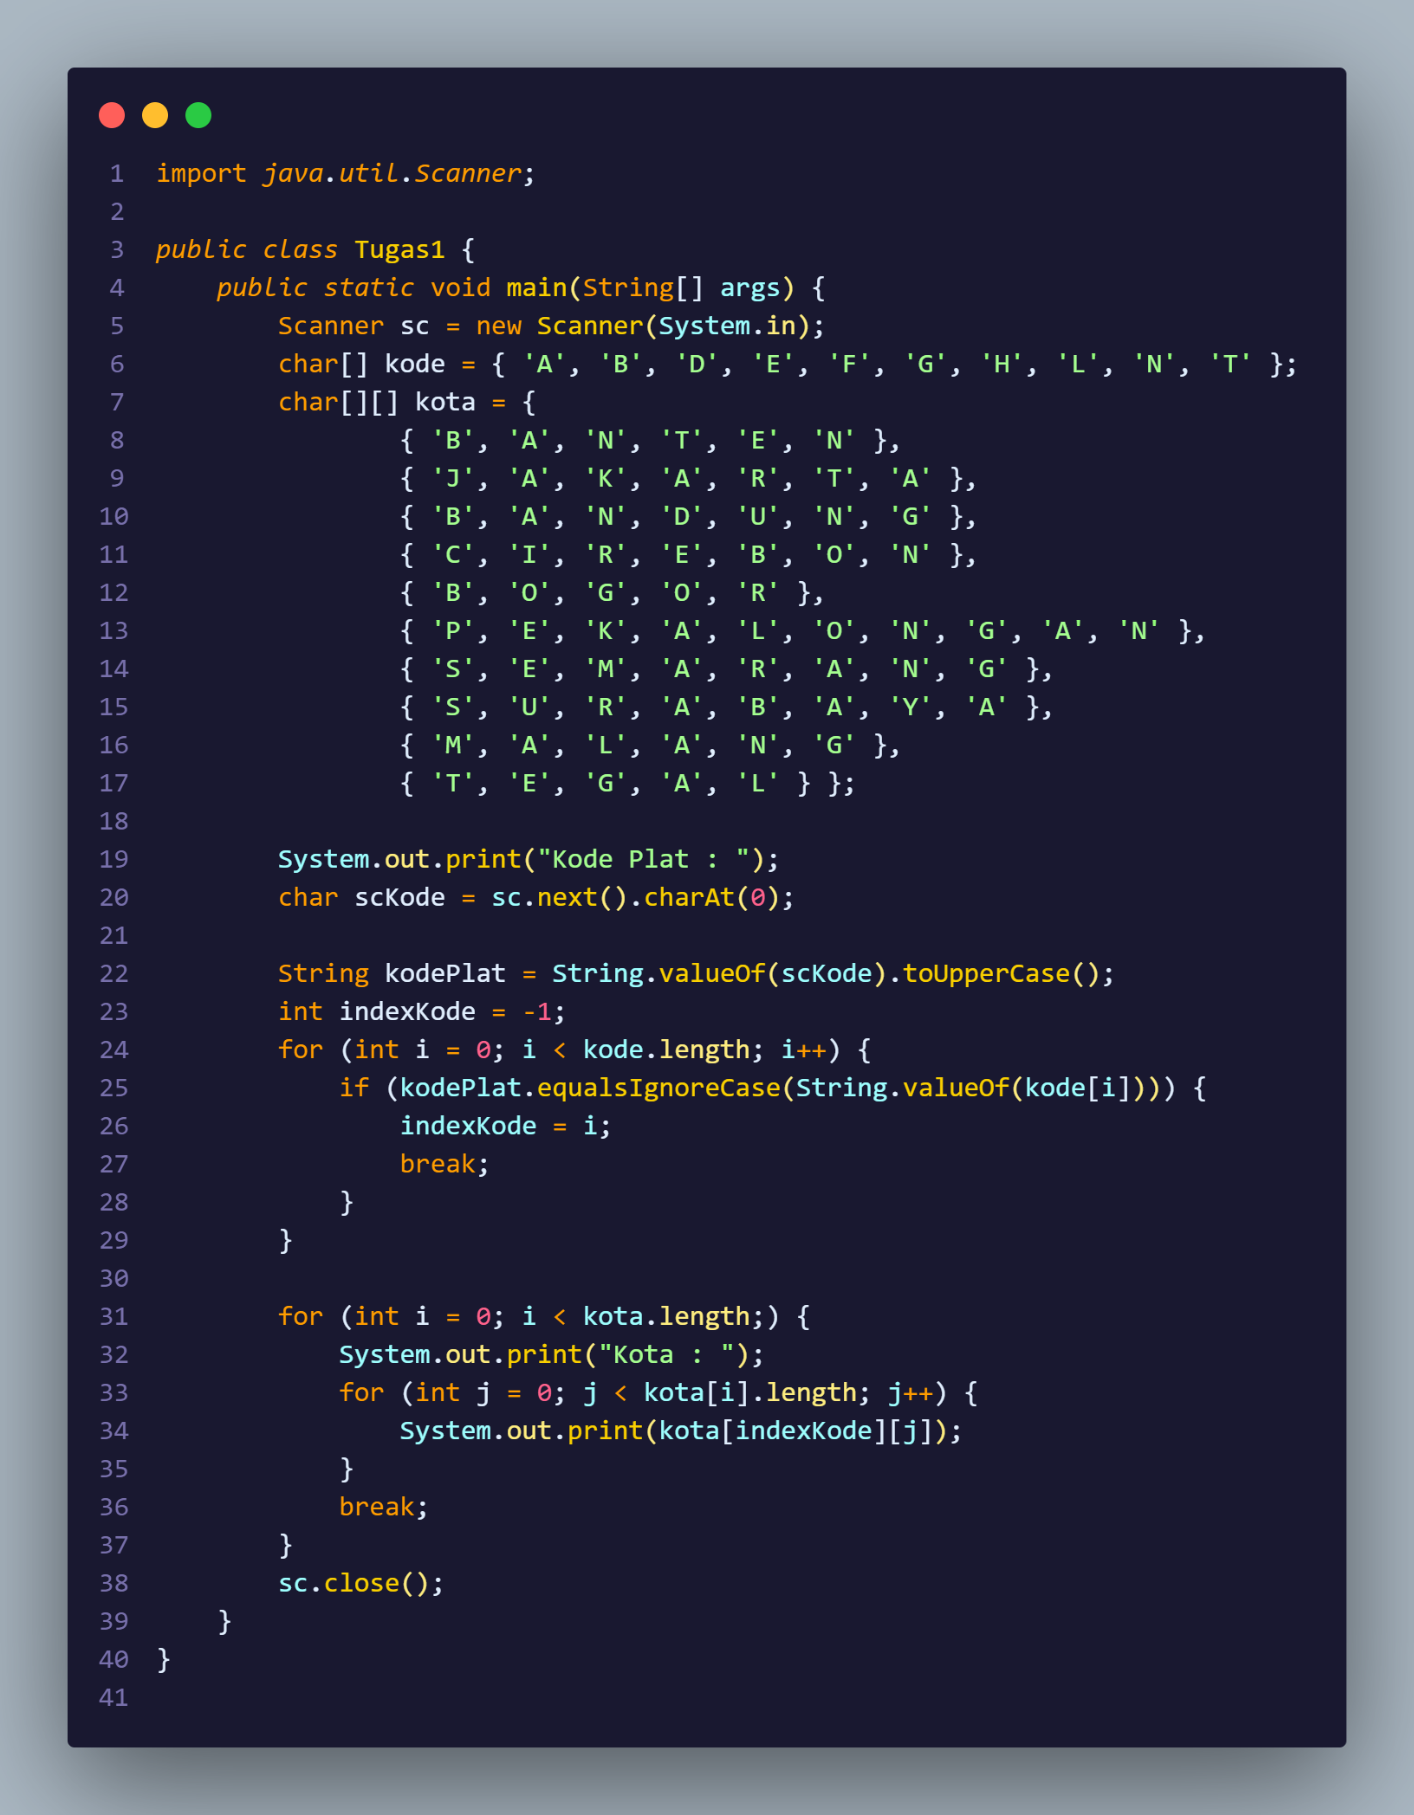 1 import java.util.Scanner;
2
3 public class Tugas1 {
4     public static void main(String[] args) {
5         Scanner sc = new Scanner(System.in);
6         char[] kode = { 'A', 'B', 'D', 'E', 'F', 'G', 'H', 'L', 'N', 'T' };
7         char[][] kota = {
8                 { 'B', 'A', 'N', 'T', 'E', 'N' },
9                 { 'J', 'A', 'K', 'A', 'R', 'T', 'A' },
10                 { 'B', 'A', 'N', 'D', 'U', 'N', 'G' },
11                 { 'C', 'I', 'R', 'E', 'B', 'O', 'N' },
12                 { 'B', 'O', 'G', 'O', 'R' },
13                 { 'P', 'E', 'K', 'A', 'L', 'O', 'N', 'G', 'A', 'N' },
14                 { 'S', 'E', 'M', 'A', 'R', 'A', 'N', 'G' },
15                 { 'S', 'U', 'R', 'A', 'B', 'A', 'Y', 'A' },
16                 { 'M', 'A', 'L', 'A', 'N', 'G' },
17                 { 'T', 'E', 'G', 'A', 'L' } };
18
19         System.out.print("Kode Plat : ");
20         char scKode = sc.next().charAt(0);
21
22         String kodePlat = String.valueOf(scKode).toUpperCase();
23         int indexKode = -1;
24         for (int i = 0; i < kode.length; i++) {
25             if (kodePlat.equalsIgnoreCase(String.valueOf(kode[i]))) {
26                 indexKode = i;
27                 break;
28             }
29         }
30
31         for (int i = 0; i < kota.length;) {
32             System.out.print("Kota : ");
33             for (int j = 0; j < kota[i].length; j++) {
34                 System.out.print(kota[indexKode][j]);
35             }
36             break;
37         }
38         sc.close();
39     }
40 }
41